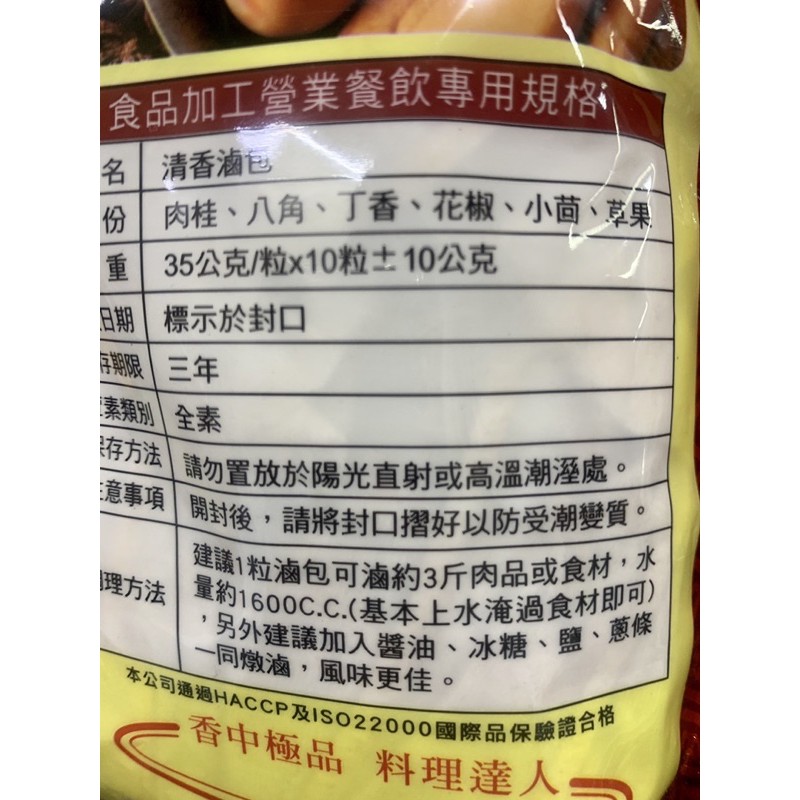 食品加工營業餐飲專用規格
名 清香滷包
份 肉桂、八角、丁香、花椒、小茴、草果
重 35公克/粒x10粒±10公克
日期 標示於封口
存期限 三年
素類別 全素
保存方法 請勿置放於陽光直射或高溫潮溼處。
注意事項 開封後，請將封口摺好以防受潮變質。
調理方法 建議1粒滷包可滷約3斤肉品或食材，水
量約1600C.C.(基本上水淹過食材即可)
，另外建議加入醬油、冰糖、鹽、蔥條
一同燉滷，風味更佳。
本公司通過HACCP及ISO22000國際品保驗證合格
香中極品 料理達人